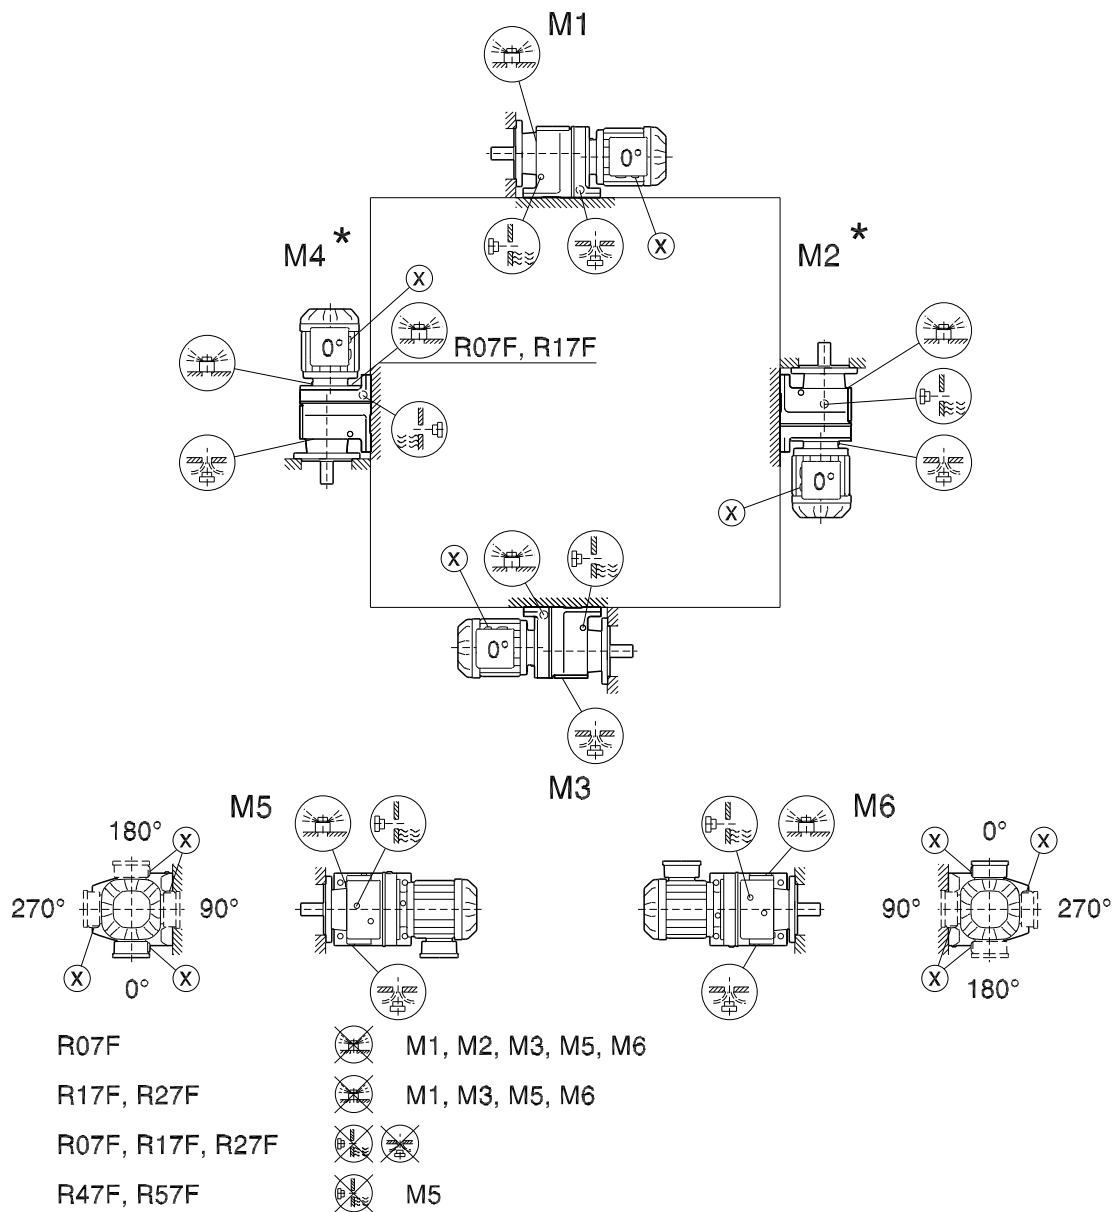 M1
0°
X
M4 *
M2 *
X
0°
R07F, R17F
0°
X
X
0°
M3
M5
M6
180°
X
270°
90°
X
0°
X
X
0°
X
90°
270°
X
180°
R07F M1, M2, M3, M5, M6
R17F, R27F M1, M3, M5, M6
R07F, R17F, R27F
R47F, R57F M5